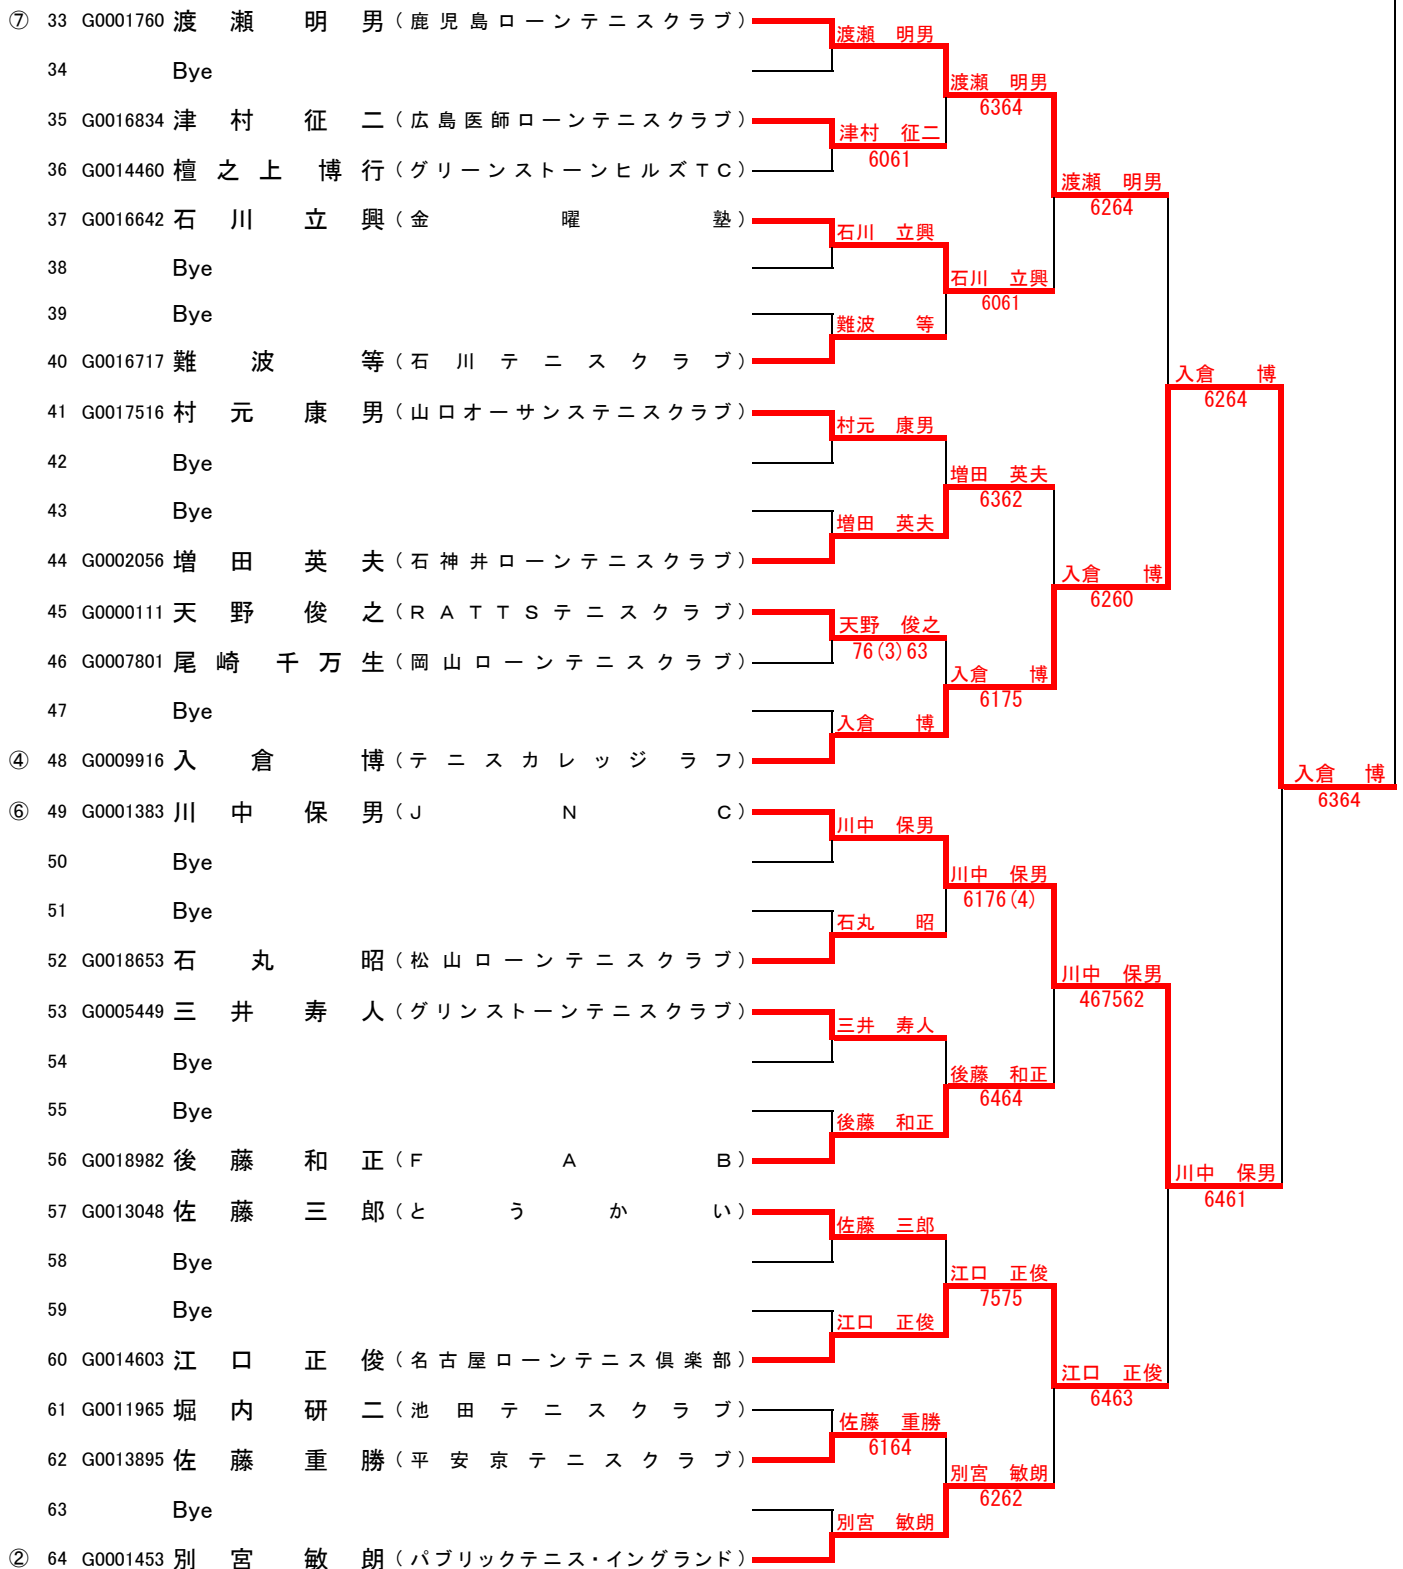 ⑦ 33 G0001760 渡瀬 明男 (鹿児島ローンテニスクラブ)
34 Bye
35 G0016834 津村 征二 (広島医師ローンテニスクラブ)
36 G0014460 檀之上 博行 (グリーンストーンヒルズTC)
37 G0016642 石川 立興 (金曜塾)
38 Bye
39 Bye
40 G0016717 難波 等 (石川テニスクラブ)
41 G0017516 村元 康男 (山口オーサンステニスクラブ)
42 Bye
43 Bye
44 G0002056 増田 英夫 (石神井ローンテニスクラブ)
45 G0000111 天野 俊之 (RATTSテニスクラブ)
46 G0007801 尾崎 千万生 (岡山ローンテニスクラブ)
47 Bye
④ 48 G0009916 入倉 博 (テニスカレッジラフ)
⑥ 49 G0001383 川中 保男 (JNC)
50 Bye
51 Bye
52 G0018653 石丸 昭 (松山ローンテニスクラブ)
53 G0005449 三井 寿人 (グリンストーンテニスクラブ)
54 Bye
55 Bye
56 G0018982 後藤 和正 (FAB)
57 G0013048 佐藤 三郎 (とうかい)
58 Bye
59 Bye
60 G0014603 江口 正俊 (名古屋ローンテニス倶楽部)
61 G0011965 堀内 研二 (池田テニスクラブ)
62 G0013895 佐藤 重勝 (平安京テニスクラブ)
63 Bye
② 64 G0001453 別宮 敏朗 (パブリックテニス・イングランド)
渡瀬 明男
津村 征二
6061
石川 立興
難波 等
村元 康男
増田 英夫
天野 俊之
76(3)63
入倉 博
川中 保男
石丸 昭
三井 寿人
後藤 和正
佐藤 三郎
江口 正俊
佐藤 重勝
6164
別宮 敏朗
渡瀬 明男
6364
石川 立興
6061
増田 英夫
6362
入倉 博
6175
川中 保男
6176(4)
後藤 和正
6464
江口 正俊
7575
別宮 敏朗
6262
渡瀬 明男
6264
入倉 博
6260
川中 保男
467562
江口 正俊
6463
入倉 博
6264
川中 保男
6461
入倉 博
6364